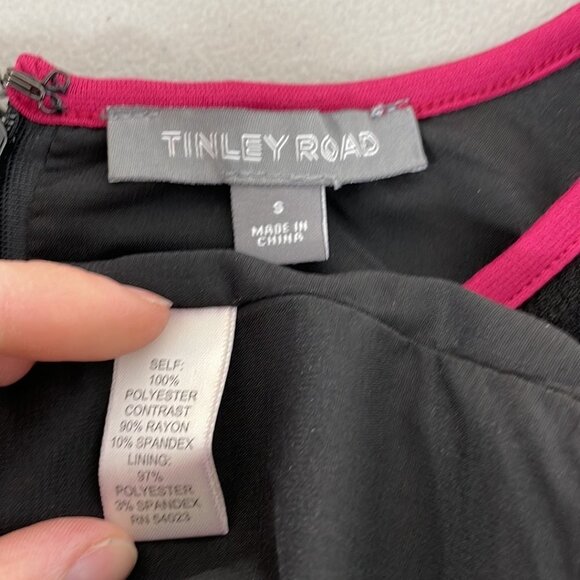 TINLEY ROAD
S
MADE IN
CHINA
SELF:
100%
POLYESTER
CONTRAST
90% RAYON
10% SPANDEX
LINING:
97%
POLYESTER
3% SPANDEX
RN 54023